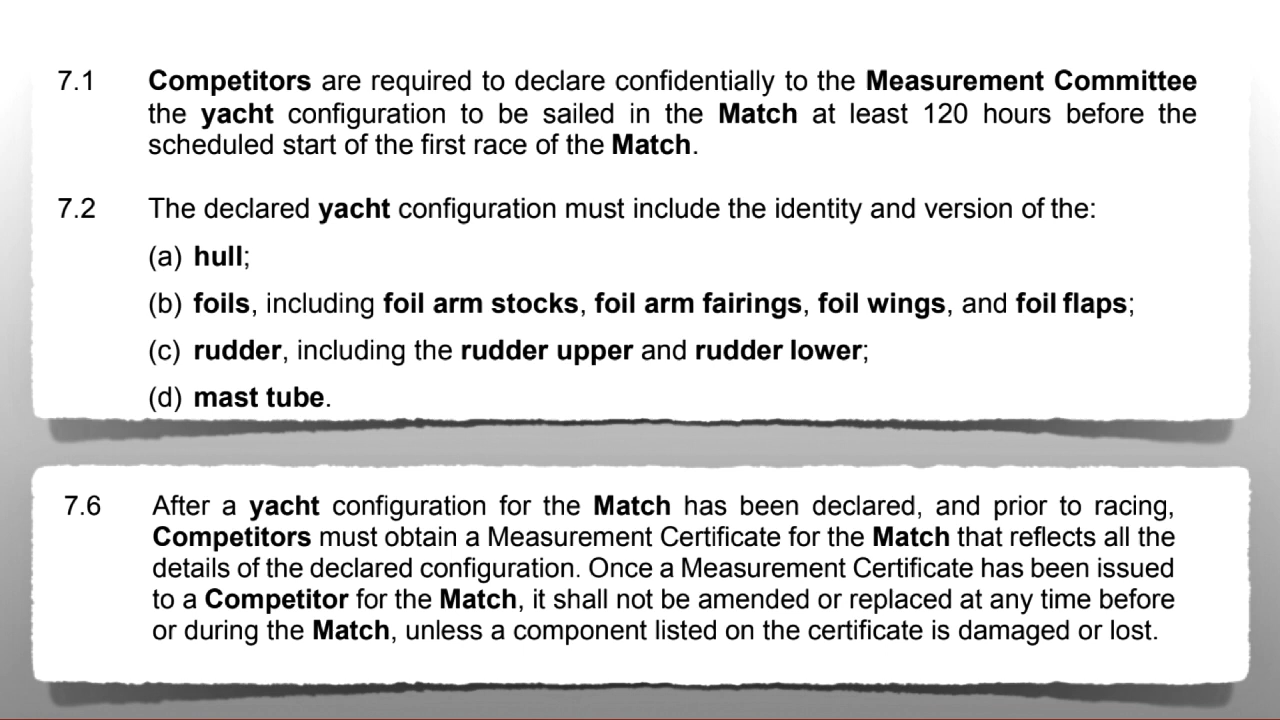 7.1 Competitors are required to declare confidentially to the Measurement Committee
the yacht configuration to be sailed in the Match at least 120 hours before the
scheduled start of the first race of the Match.
7.2 The declared yacht configuration must include the identity and version of the:
(a) hull;
(b) foils, including foil arm stocks, foil arm fairings, foil wings, and foil flaps;
(c) rudder, including the rudder upper and rudder lower;
(d) mast tube.
7.6 After a yacht configuration for the Match has been declared, and prior to racing,
Competitors must obtain a Measurement Certificate for the Match that reflects all the
details of the declared configuration. Once a Measurement Certificate has been issued
to a Competitor for the Match, it shall not be amended or replaced at any time before
or during the Match, unless a component listed on the certificate is damaged or lost.